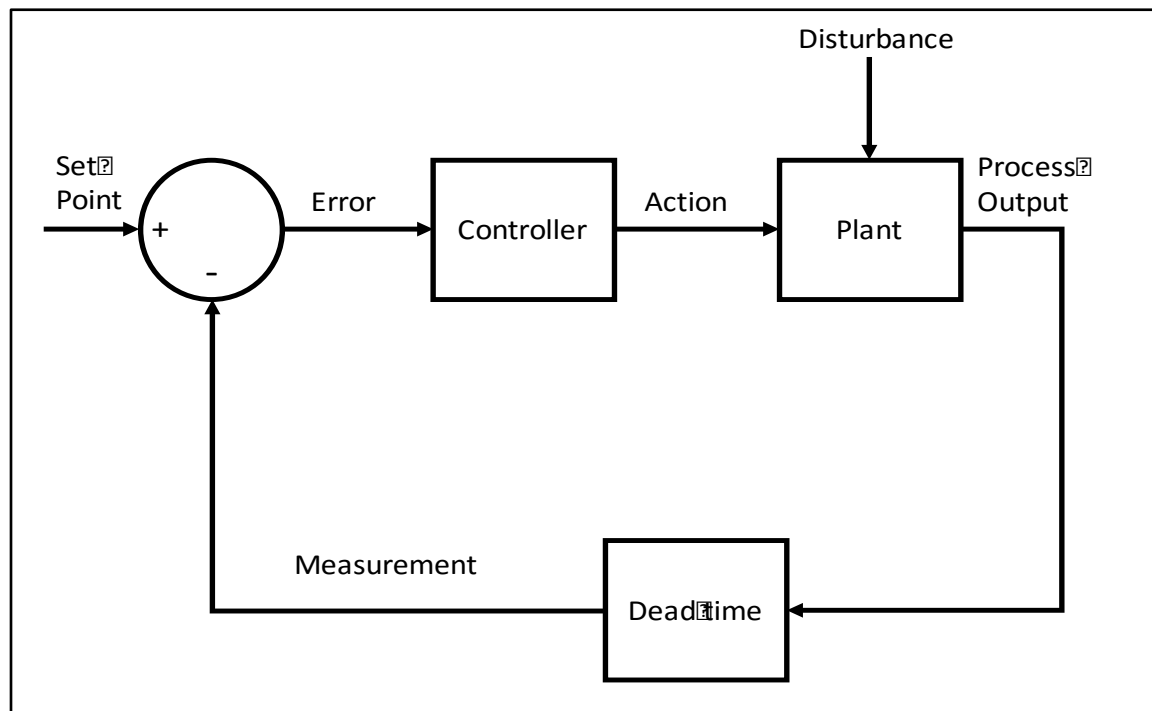 Disturbance
Set�
Point
+
-
Error
Controller
Action
Plant
Process�
Output
Measurement
Dead�time